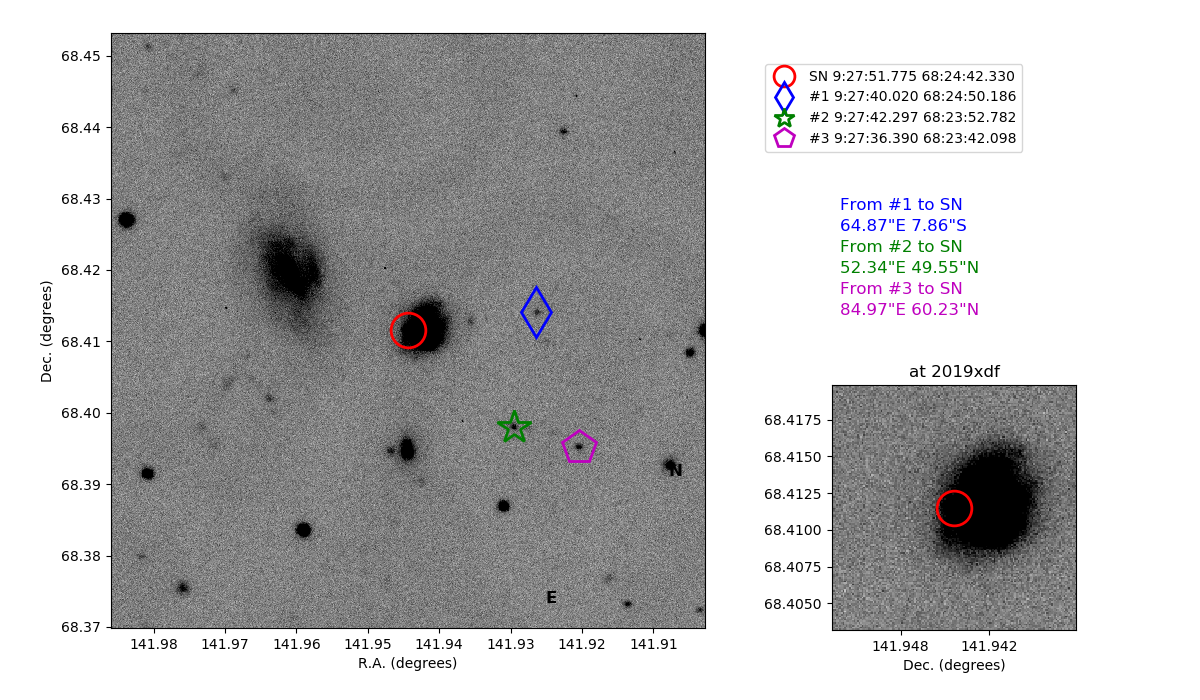 68.45
68.44
68.43
68.42
68.41
68.40
68.39
68.38
68.37
Dec. (degrees)
141.98 141.97 141.96 141.95 141.94 141.93 141.92 141.91
R.A. (degrees)
N
E
SN 9:27:51.775 68:24:42.330
#1 9:27:40.020 68:24:50.186
#2 9:27:42.297 68:23:52.782
#3 9:27:36.390 68:23:42.098
From #1 to SN
64.87"E 7.86"S
From #2 to SN
52.34"E 49.55"N
From #3 to SN
84.97"E 60.23"N
at 2019xdf
68.4175
68.4150
68.4125
68.4100
68.4075
68.4050
141.948 141.942
Dec. (degrees)